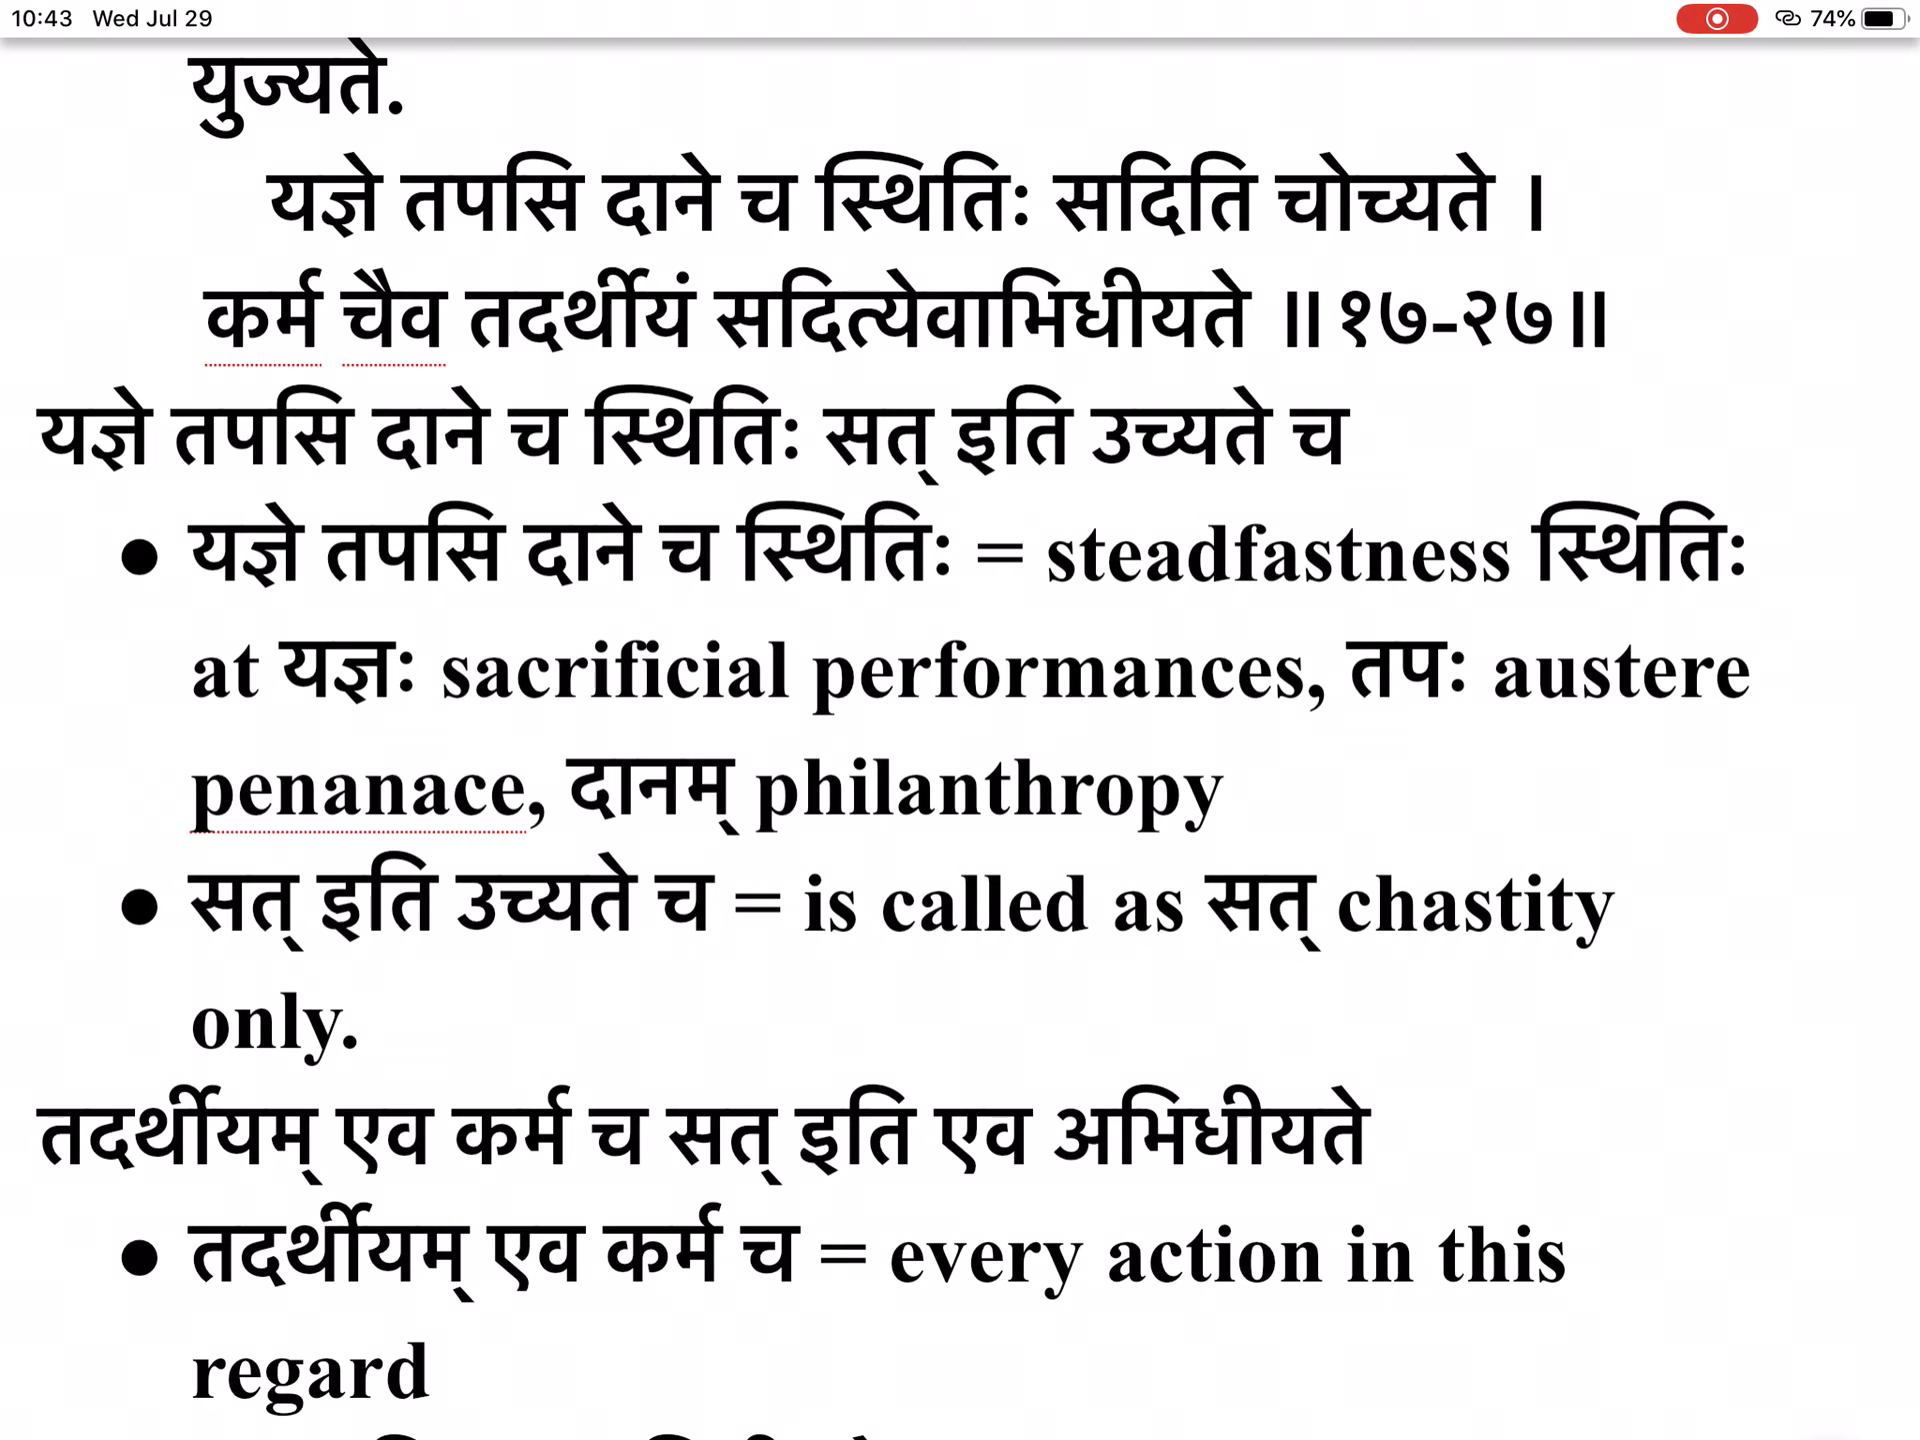 10:43 Wed Jul 29 74%
युज्यते.
यज्ञे तपसि दाने च स्थितिः सदिति चोच्यते ।
कर्म चैव तदर्थीयं सदित्येवाभिधीयते ॥१७-२७॥
यज्ञे तपसि दाने च स्थितिः सत् इति उच्यते च
● यज्ञे तपसि दाने च स्थितिः = steadfastness स्थितिः
at यज्ञः sacrificial performances, तपः austere
penanace, दानम् philanthropy
● सत् इति उच्यते च = is called as सत् chastity
only.
तदर्थीयम् एव कर्म च सत् इति एव अभिधीयते
● तदर्थीयम् एव कर्म च = every action in this
regard